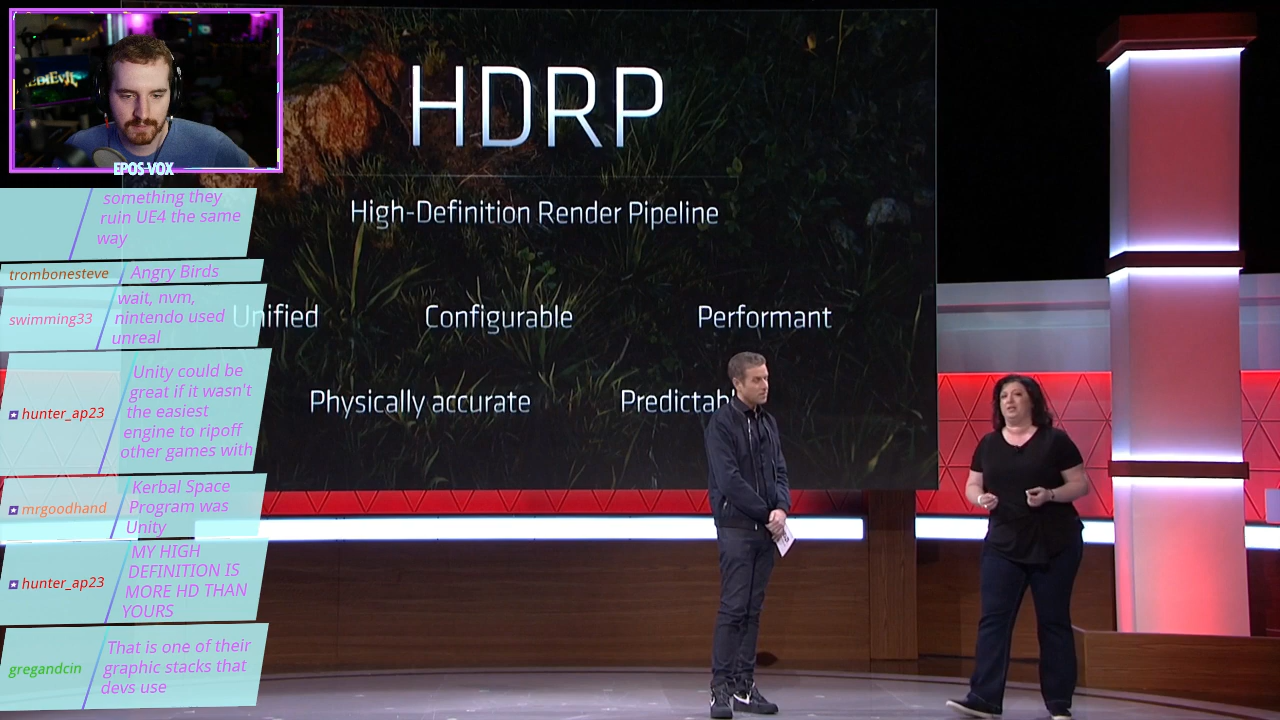 MEDIEVIL
EPOS VOX
HDRP
High-Definition Render Pipeline
Unified Configurable Performant
Physically accurate Predictabl
something they
ruin UE4 the same
way
trombonesteve Angry Birds
swimming33 wait, nvm,
nintendo used
unreal
hunter_ap23 Unity could be
great if it wasn't
the easiest
engine to ripoff
other games with
mrgoodhand Kerbal Space
Program was
Unity
hunter_ap23 MY HIGH
DEFINITION IS
MORE HD THAN
YOURS
gregandcin That is one of their
graphic stacks that
devs use